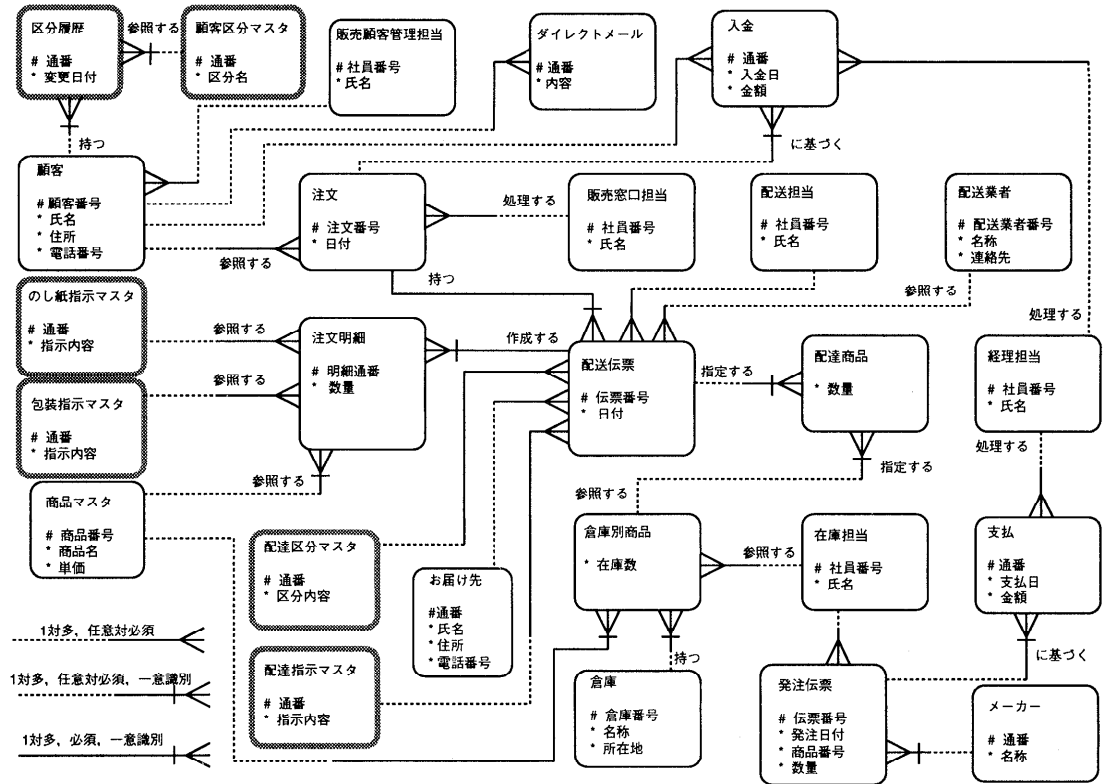 区分履歴
# 通番
* 変更日付
参照する
顧客区分マスタ
# 通番
* 区分名
販売顧客管理担当
# 社員番号
* 氏名
ダイレクトメール
# 通番
* 内容
入金
# 通番
* 入金日
* 金額
持つ
に基づく
顧客
# 顧客番号
* 氏名
* 住所
* 電話番号
参照する
注文
# 注文番号
* 日付
処理する
販売窓口担当
# 社員番号
* 氏名
配送担当
# 社員番号
* 氏名
配送業者
# 配送業者番号
* 名称
* 連絡先
持つ
参照する
処理する
のし紙指示マスタ
# 通番
* 指示内容
参照する
注文明細
# 明細通番
* 数量
作成する
配送伝票
# 伝票番号
* 日付
指定する
配達商品
* 数量
経理担当
# 社員番号
* 氏名
包装指示マスタ
# 通番
* 指示内容
参照する
処理する
指定する
商品マスタ
# 商品番号
* 商品名
* 単価
参照する
参照する
配達区分マスタ
# 通番
* 区分内容
お届け先
#通番
* 氏名
* 住所
* 電話番号
倉庫別商品
* 在庫数
参照する
在庫担当
# 社員番号
* 氏名
支払
# 通番
* 支払日
* 金額
に基づく
配達指示マスタ
# 通番
* 指示内容
持つ
倉庫
# 倉庫番号
* 名称
* 所在地
発注伝票
# 伝票番号
* 発注日付
* 商品番号
* 数量
メーカー
# 通番
* 名称
1対多，任意対必須
1対多，任意対必須，一意識別
1対多，必須，一意識別